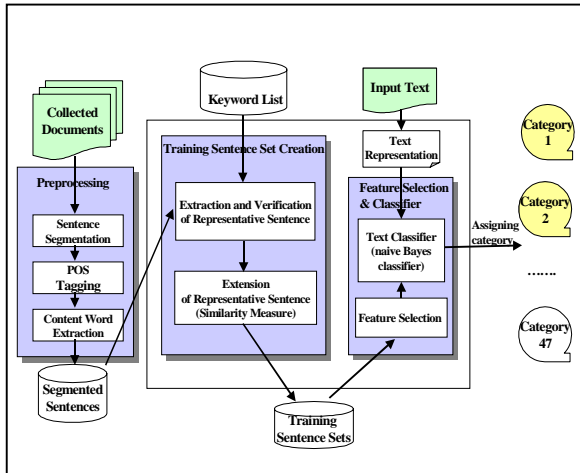 Collected
Documents
Preprocessing
Sentence
Segmentation
POS
Tagging
Content Word
Extraction
Segmented
Sentences
Keyword List
Training Sentence Set Creation
Extraction and Verification
of Representative Sentence
Extension
of Representative Sentence
(Similarity Measure)
Training
Sentence Sets
Input Text
Text
Representation
Feature Selection
& Classifier
Text Classifier
(naive Bayes
classifier)
Feature Selection
Assigning
category
Category
1
Category
2
.......
Category
47